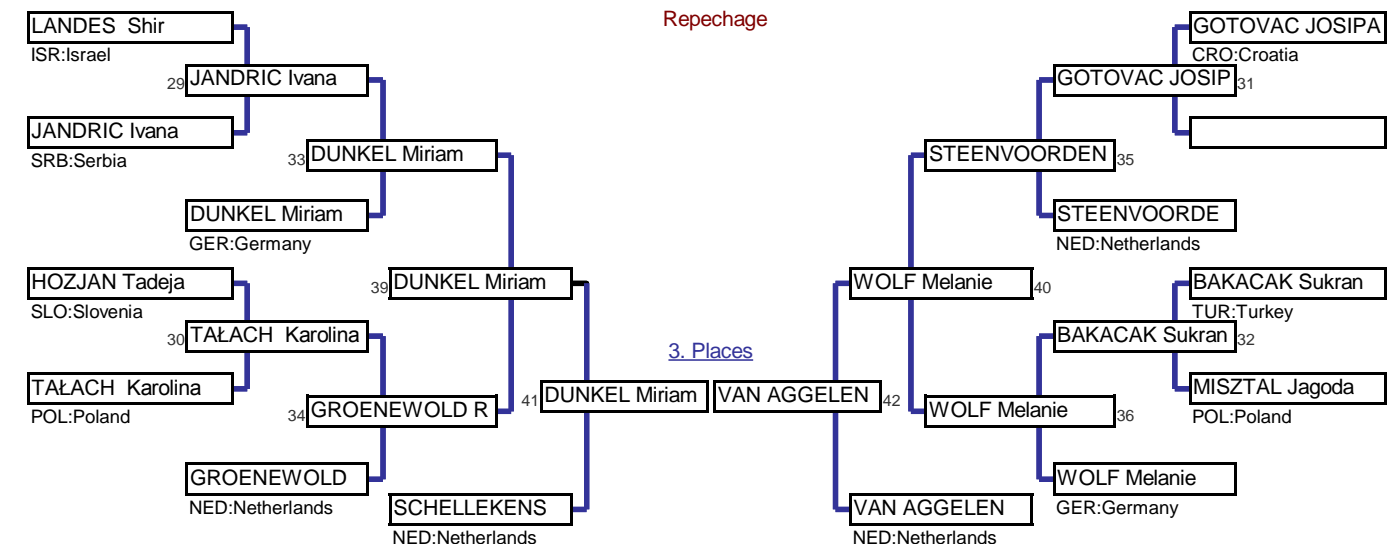 Repechage
LANDES  Shir
ISR:Israel
29 JANDRIC Ivana
JANDRIC Ivana
SRB:Serbia
33 DUNKEL Miriam
DUNKEL Miriam
GER:Germany
HOZJAN Tadeja
SLO:Slovenia
39 DUNKEL Miriam
30 TAŁACH  Karolina
TAŁACH  Karolina
POL:Poland
34 GROENEWOLD R
GROENEWOLD
NED:Netherlands
SCHELLEKENS
NED:Netherlands
3. Places
41 DUNKEL Miriam
VAN AGGELEN 42
GOTOVAC JOSIPA
CRO:Croatia
GOTOVAC JOSIP 31
STEENVOORDEN 35
STEENVOORDE
NED:Netherlands
WOLF Melanie 40
BAKACAK Sukran
TUR:Turkey
BAKACAK Sukran 32
MISZTAL Jagoda
POL:Poland
WOLF Melanie 36
WOLF Melanie
GER:Germany
VAN AGGELEN
NED:Netherlands